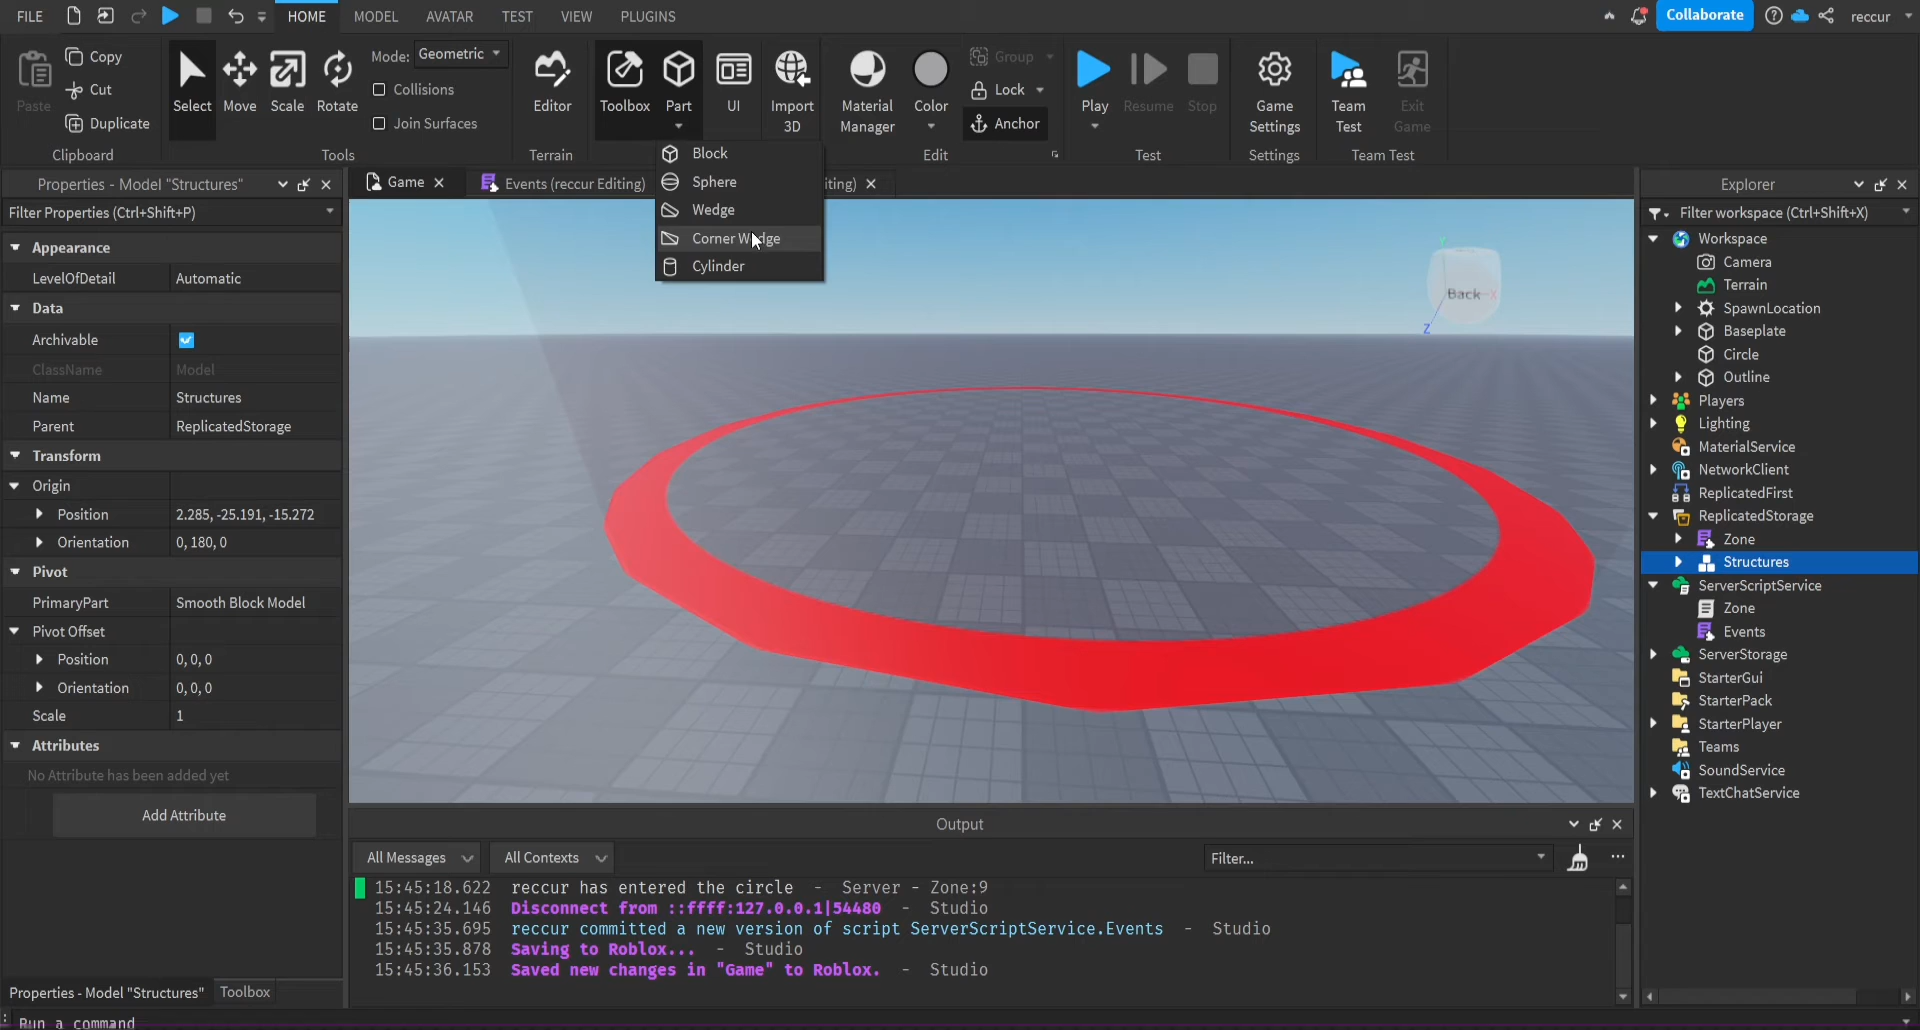 FILE
HOME
MODEL
AVATAR
TEST
VIEW
PLUGINS
Collaborate
reccur
Paste
Copy
Cut
Duplicate
Clipboard
Select
Move
Scale
Rotate
Mode: Geometric
Collisions
Join Surfaces
Tools
Editor
Terrain
Toolbox
Part
UI
Import
3D
Material
Manager
Color
Group
Lock
Anchor
Edit
Play
Resume
Stop
Test
Game
Settings
Settings
Team
Test
Exit
Game
Team Test
Block
Sphere
Wedge
Corner Wedge
Cylinder
Properties - Model "Structures"
Filter Properties (Ctrl+Shift+P)
Appearance
LevelOfDetail Automatic
Data
Archivable
ClassName Model
Name Structures
Parent ReplicatedStorage
Transform
Origin
Position 2.285, -25.191, -15.272
Orientation 0, 180, 0
Pivot
PrimaryPart Smooth Block Model
Pivot Offset
Position 0, 0, 0
Orientation 0, 0, 0
Scale 1
Attributes
No Attribute has been added yet
Add Attribute
Properties - Model "Structures"
Toolbox
Run a command
Game
Events (reccur Editing)
iting)
Y
Back
X
Z
Output
All Messages
All Contexts
Filter...
15:45:18.622 reccur has entered the circle - Server - Zone:9
15:45:24.146 Disconnect from ::ffff:127.0.0.1|54480 - Studio
15:45:35.695 reccur committed a new version of script ServerScriptService.Events - Studio
15:45:35.878 Saving to Roblox... - Studio
15:45:36.153 Saved new changes in "Game" to Roblox. - Studio
Explorer
Filter workspace (Ctrl+Shift+X)
Workspace
Camera
Terrain
SpawnLocation
Baseplate
Circle
Outline
Players
Lighting
MaterialService
NetworkClient
ReplicatedFirst
ReplicatedStorage
Zone
Structures
ServerScriptService
Zone
Events
ServerStorage
StarterGui
StarterPack
StarterPlayer
Teams
SoundService
TextChatService